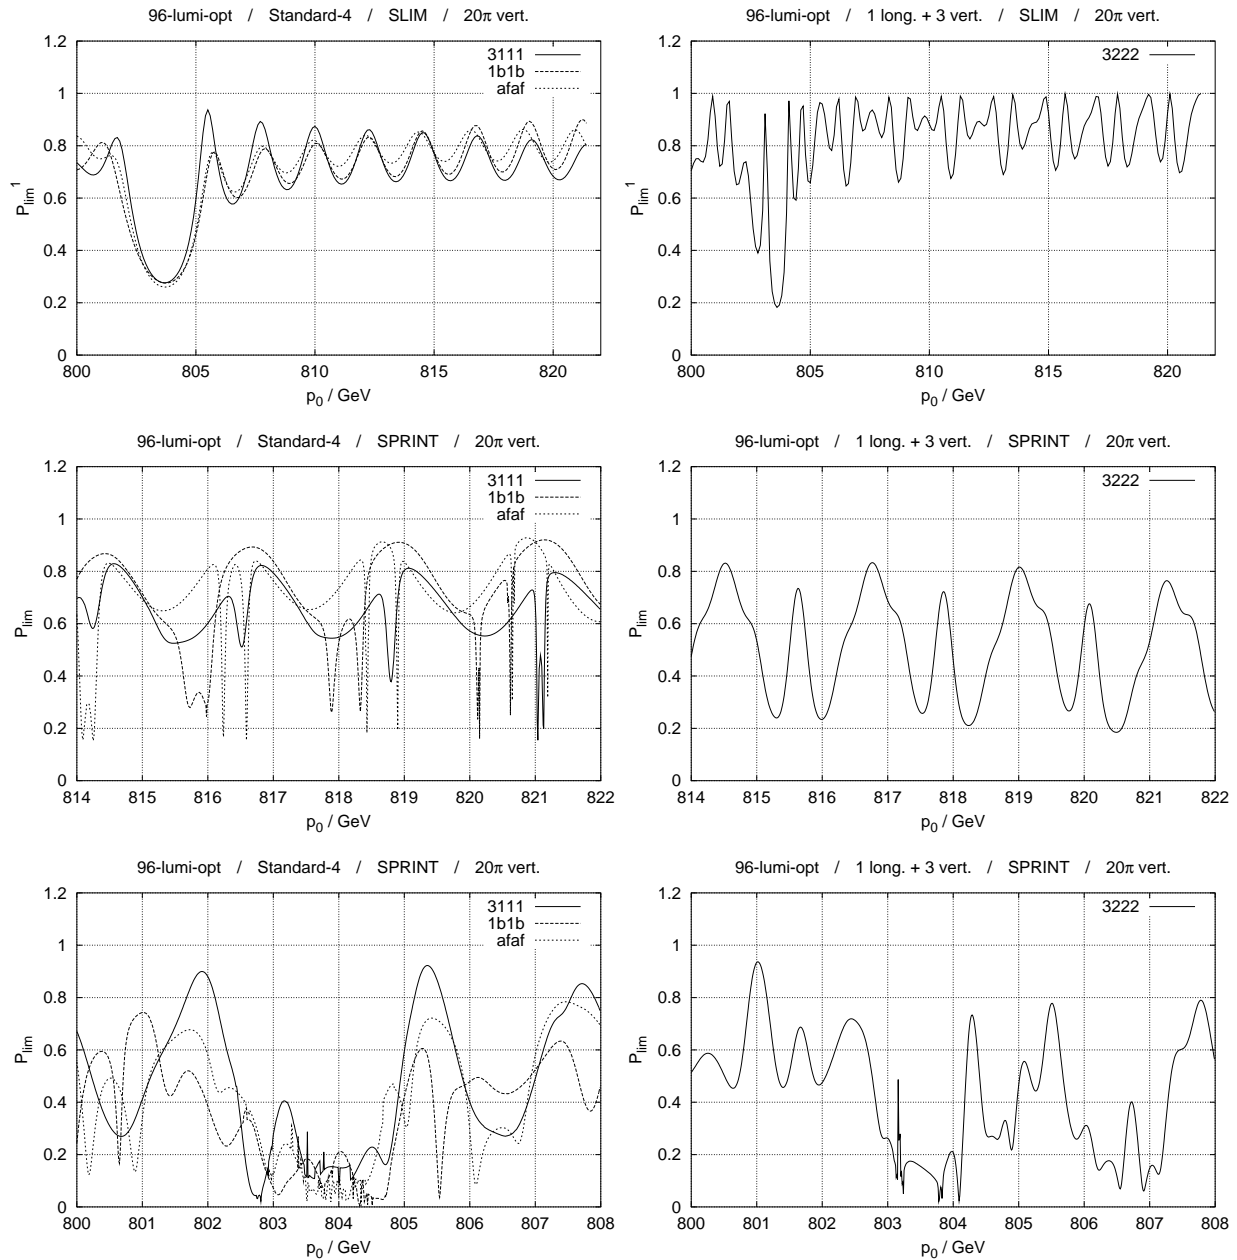 96-lumi-opt / Standard-4 / SLIM / 20π vert.
3111
1b1b
afaf
1.2
1
0.8
0.6
0.4
0.2
0
P_lim^1
800 805 810 815 820
p_0 / GeV
96-lumi-opt / 1 long. + 3 vert. / SLIM / 20π vert.
3222
1.2
1
0.8
0.6
0.4
0.2
0
P_lim^1
800 805 810 815 820
p_0 / GeV
96-lumi-opt / Standard-4 / SPRINT / 20π vert.
3111
1b1b
afaf
1.2
1
0.8
0.6
0.4
0.2
0
P_lim
814 815 816 817 818 819 820 821 822
p_0 / GeV
96-lumi-opt / 1 long. + 3 vert. / SPRINT / 20π vert.
3222
1.2
1
0.8
0.6
0.4
0.2
0
P_lim
814 815 816 817 818 819 820 821 822
p_0 / GeV
96-lumi-opt / Standard-4 / SPRINT / 20π vert.
3111
1b1b
afaf
1.2
1
0.8
0.6
0.4
0.2
0
P_lim
800 801 802 803 804 805 806 807 808
p_0 / GeV
96-lumi-opt / 1 long. + 3 vert. / SPRINT / 20π vert.
3222
1.2
1
0.8
0.6
0.4
0.2
0
P_lim
800 801 802 803 804 805 806 807 808
p_0 / GeV